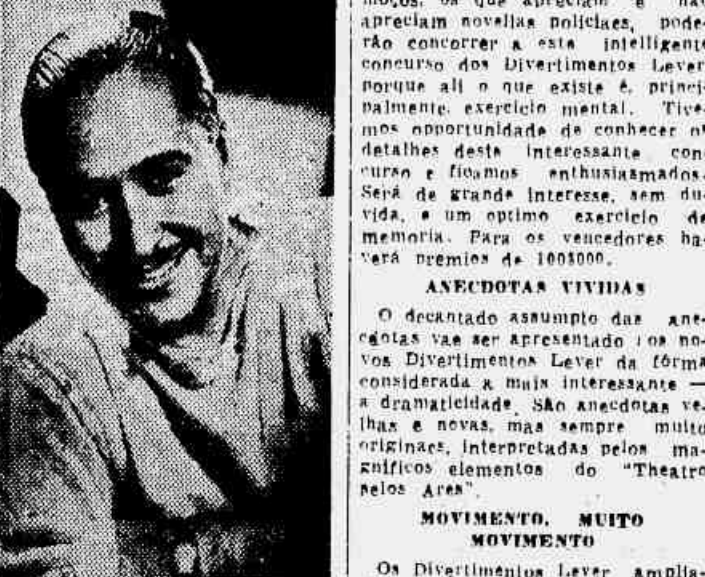 moços, os que apreciam e não
apreciam novellas policiaes, pode-
rão concorrer a este intelligente
concurso dos Divertimentos Lever
porque ali o que existe é, princi-
palmente, exercicio mental. Tive-
mos opportunidade de conhecer os
detalhes deste interessante con-
curso e ficamos enthusiasmados.
Será de grande interesse, sem du-
vida, e um optimo exercicio de
memoria. Para os vencedores ha-
verá premios de 100$000.
ANECDOTAS VIVIDAS
O decantado assumpto das ane-
cdotas vae ser apresentado nos no-
vos Divertimentos Lever da fórma
considerada a mais interessante —
a dramaticidade. São anecdotas ve-
lhas e novas, mas sempre muito
originaes, interpretadas pelos ma-
gnificos elementos do "Theatro
pelos Ares".
MOVIMENTO, MUITO
MOVIMENTO
Os Divertimentos Lever amplia-